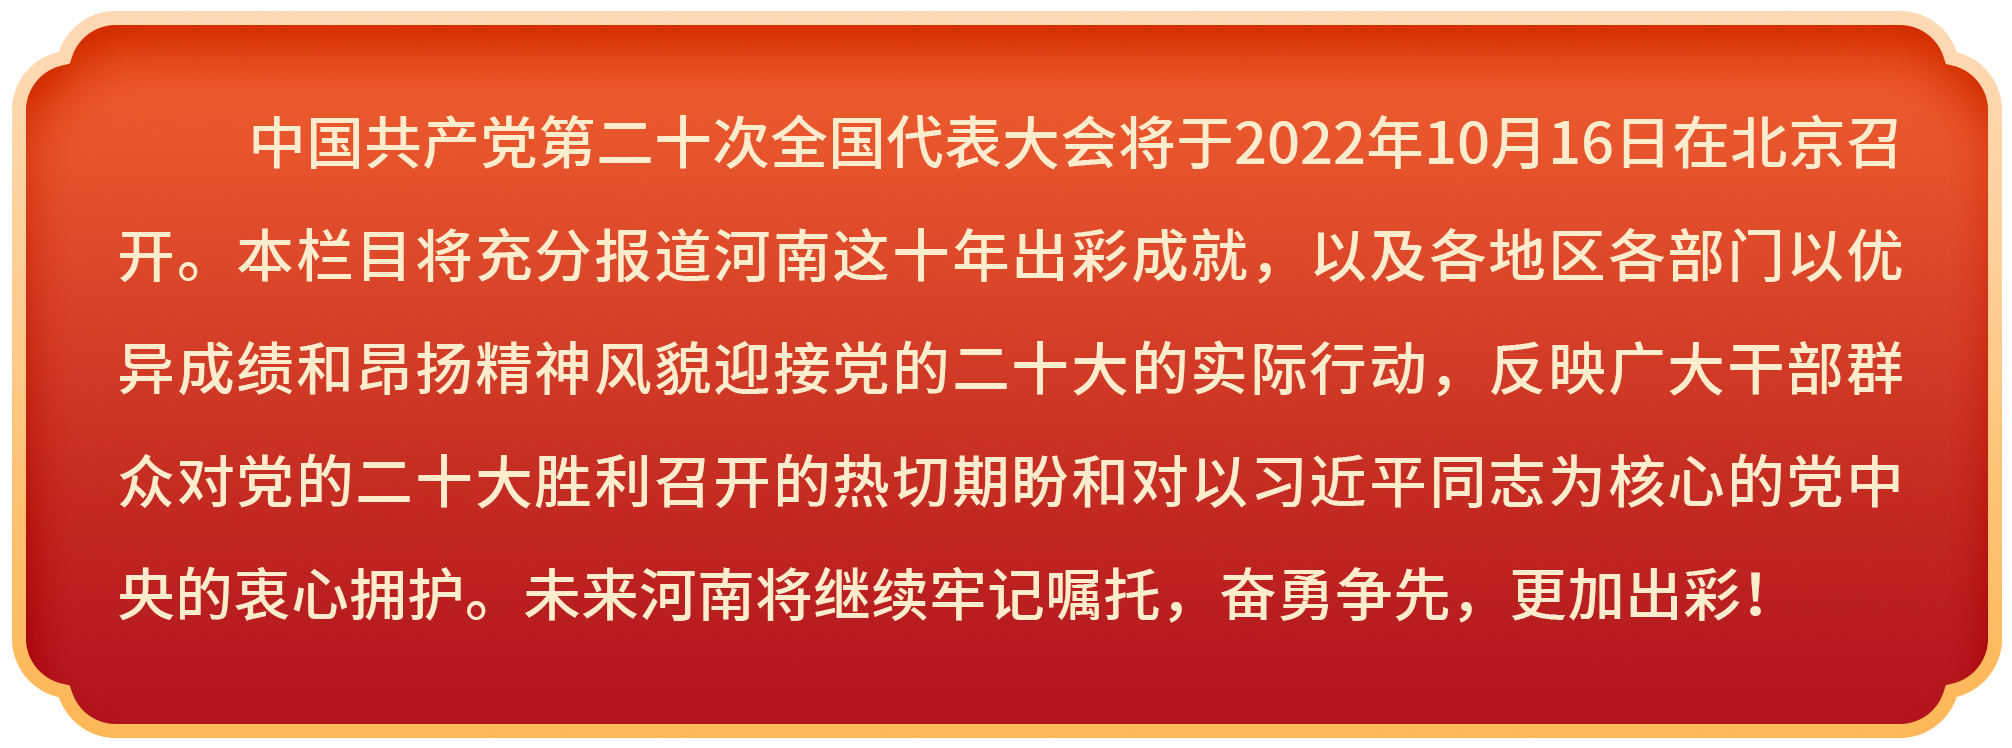 中国共产党第二十次全国代表大会将于2022年10月16日在北京召
开。本栏目将充分报道河南这十年出彩成就，以及各地区各部门以优
异成绩和昂扬精神风貌迎接党的二十大的实际行动，反映广大干部群
众对党的二十大胜利召开的热切期盼和对以习近平同志为核心的党中
央的衷心拥护。未来河南将继续牢记嘱托，奋勇争先，更加出彩！